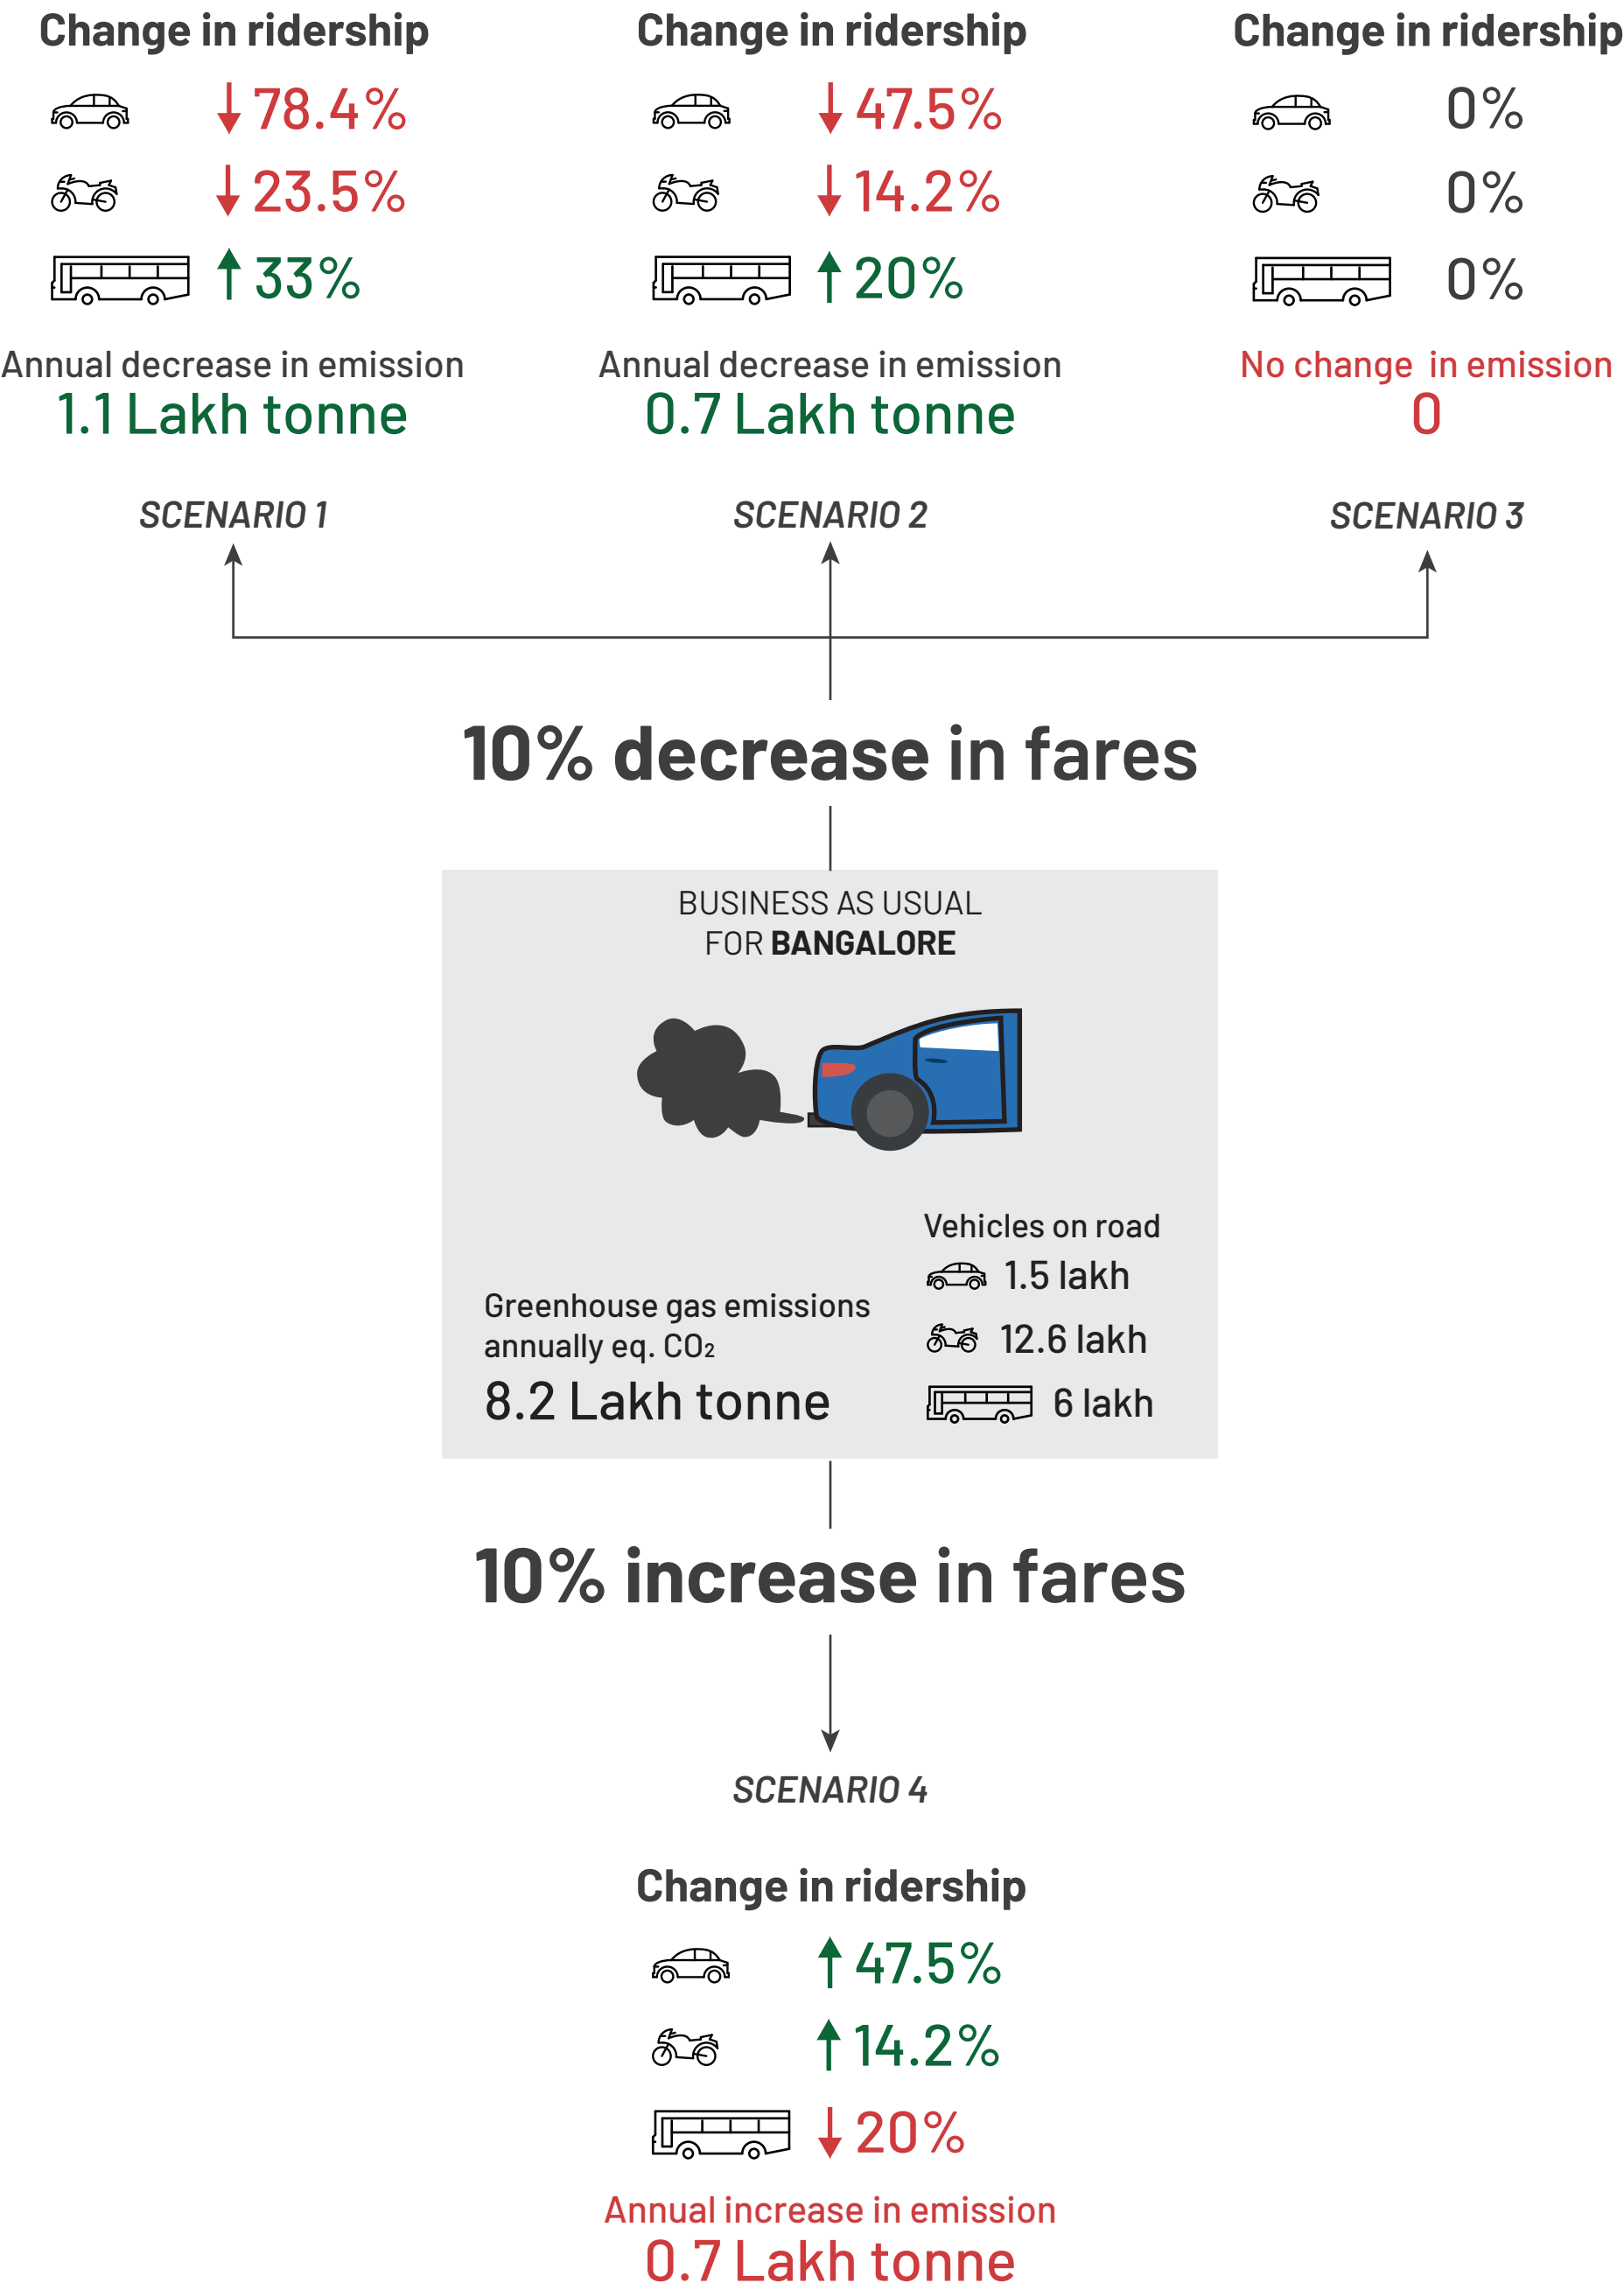 Change in ridership
78.4%
23.5%
33%
Annual decrease in emission
1.1 Lakh tonne
SCENARIO 1
Change in ridership
47.5%
14.2%
20%
Annual decrease in emission
0.7 Lakh tonne
SCENARIO 2
Change in ridership
0%
0%
0%
No change in emission
0
SCENARIO 3
10% decrease in fares
BUSINESS AS USUAL
FOR BANGALORE
Greenhouse gas emissions
annually eq. CO₂
8.2 Lakh tonne
Vehicles on road
1.5 lakh
12.6 lakh
6 lakh
10% increase in fares
SCENARIO 4
Change in ridership
47.5%
14.2%
20%
Annual increase in emission
0.7 Lakh tonne